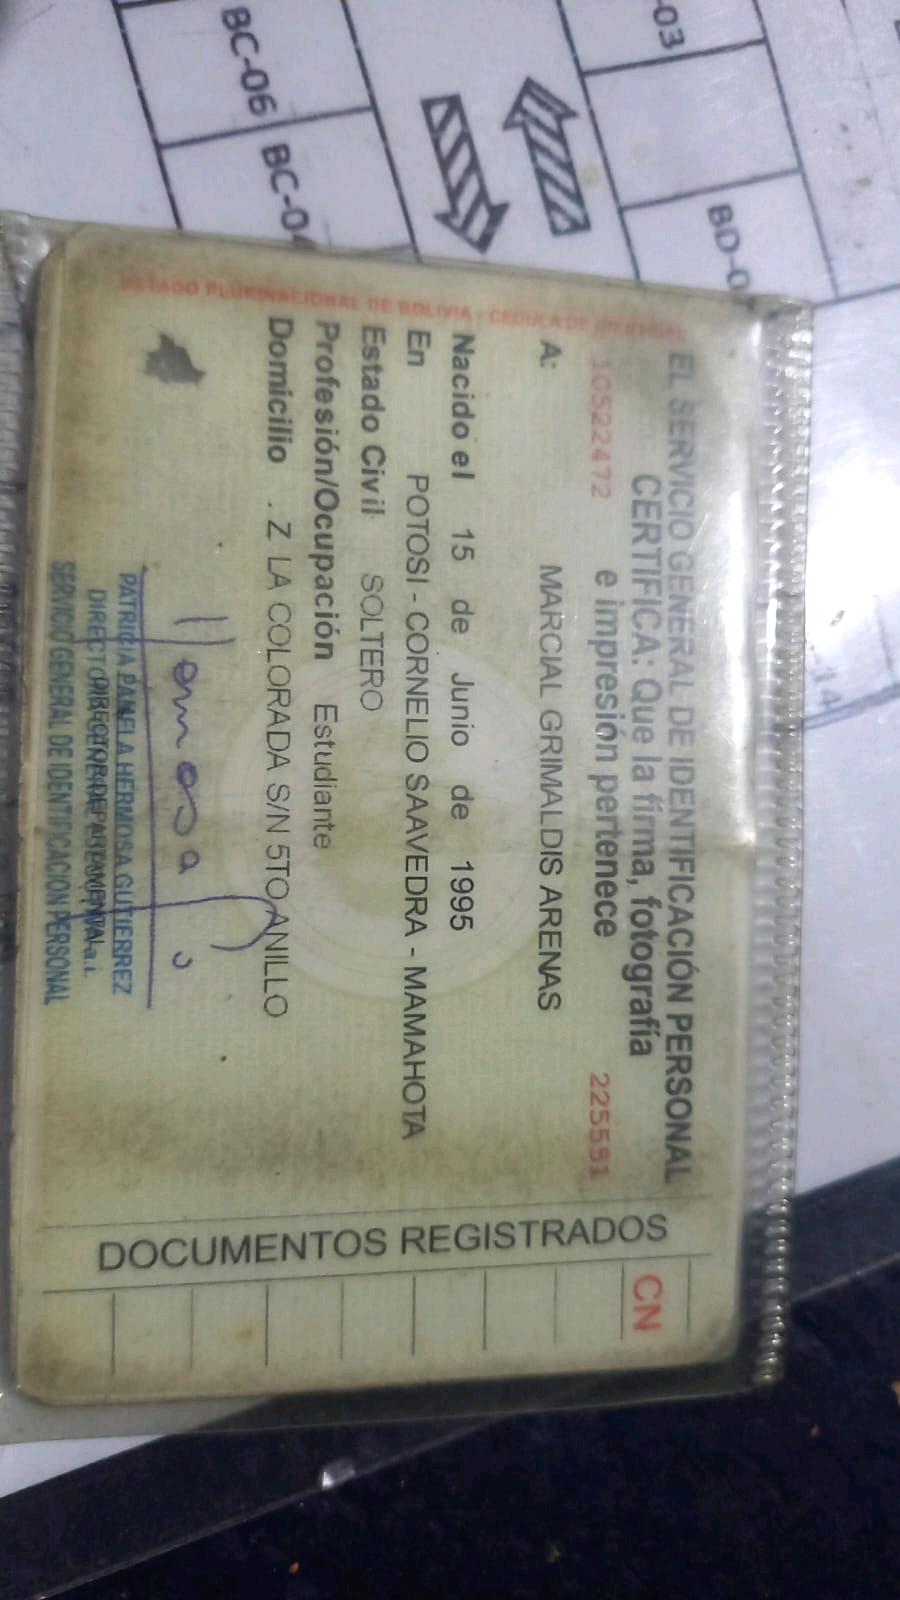 BC-06
BC-04
-03
BD-0
-14
ESTADO PLURINACIONAL DE BOLIVIA - CEDULA DE IDENTIDAD
EL SERVICIO GENERAL DE IDENTIFICACIÓN PERSONAL
CERTIFICA: Que la firma, fotografía
10522472 e impresión pertenece 225551
A: MARCIAL GRIMALDIS ARENAS
Nacido el 15 de Junio de 1995
En POTOSI - CORNELIO SAAVEDRA - MAMAHOTA
Estado Civil SOLTERO
Profesión/Ocupación Estudiante
Domicilio . Z LA COLORADA S/N 5TO ANILLO
PATRICIA PAMELA HERMOSA GUTIERREZ
DIRECTOR DEPARTAMENTAL a.i.
SERVICIO GENERAL DE IDENTIFICACION PERSONAL
DOCUMENTOS REGISTRADOS
CN